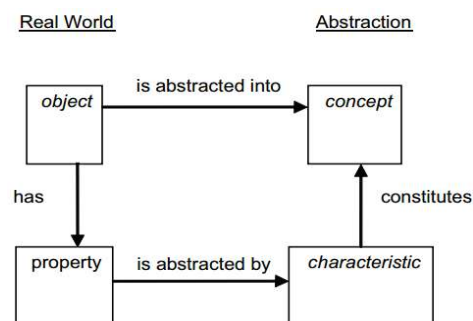 Real World
Abstraction
object
is abstracted into
concept
has
constitutes
property
is abstracted by
characteristic